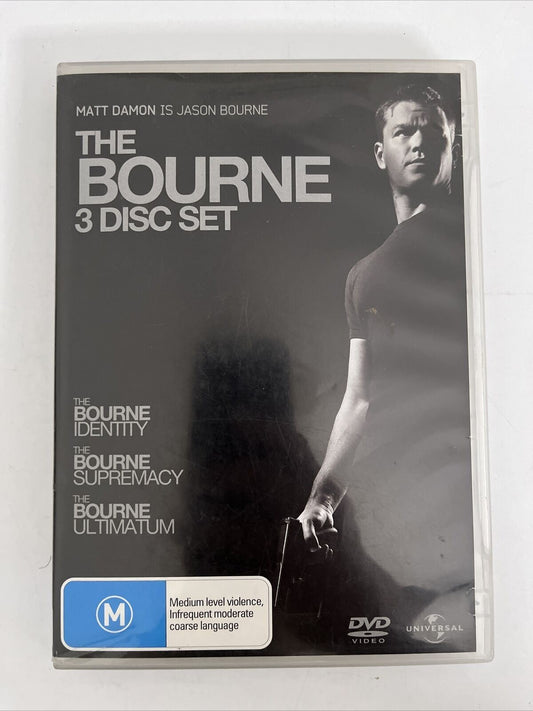 MATT DAMON IS JASON BOURNE
THE
BOURNE
3 DISC SET
THE
BOURNE
IDENTITY
THE
BOURNE
SUPREMACY
THE
BOURNE
ULTIMATUM
M
Medium level violence,
Infrequent moderate
coarse language
DVD
VIDEO
UNIVERSAL